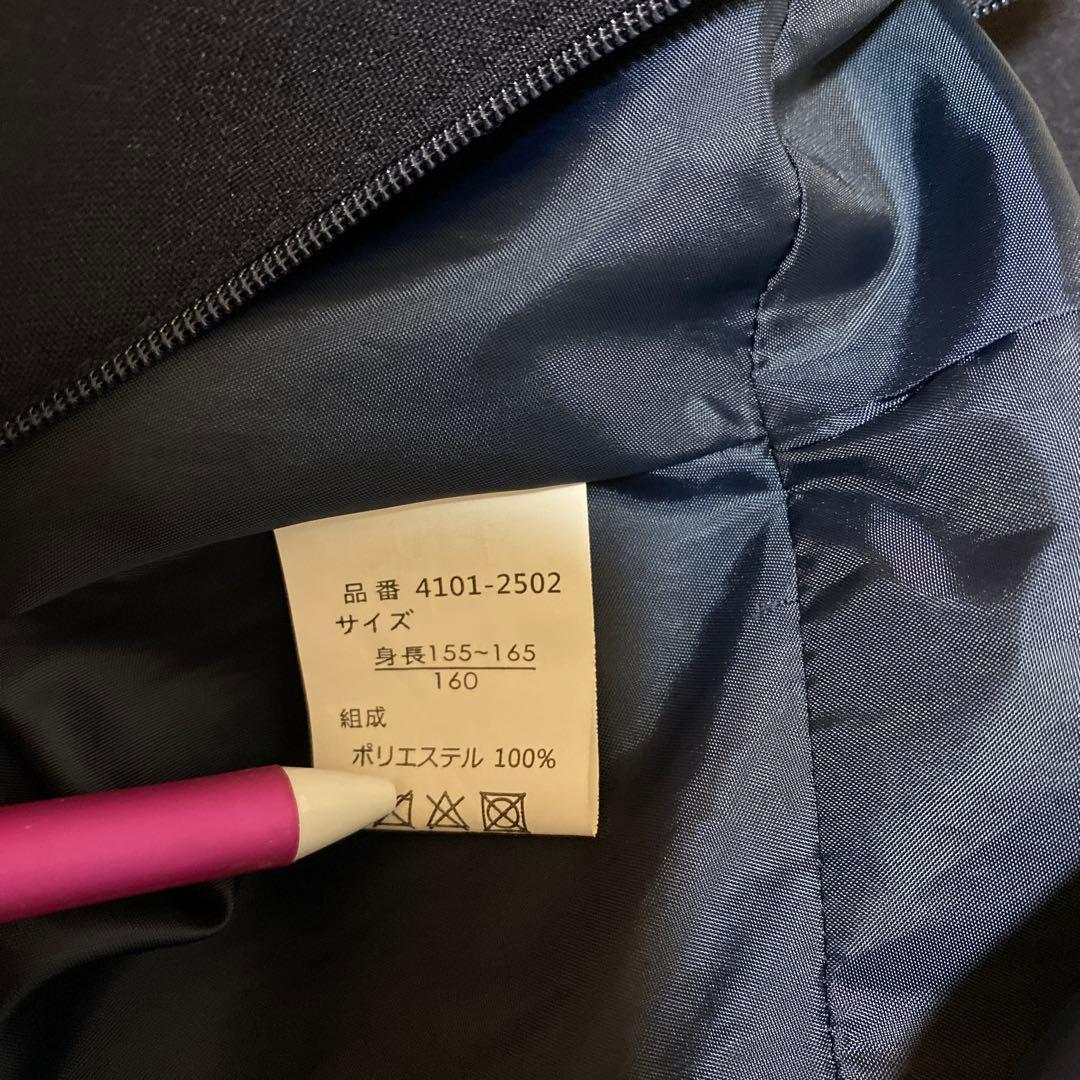 品番 4101-2502
サイズ
身長155~165
160
組成
ポリエステル 100%